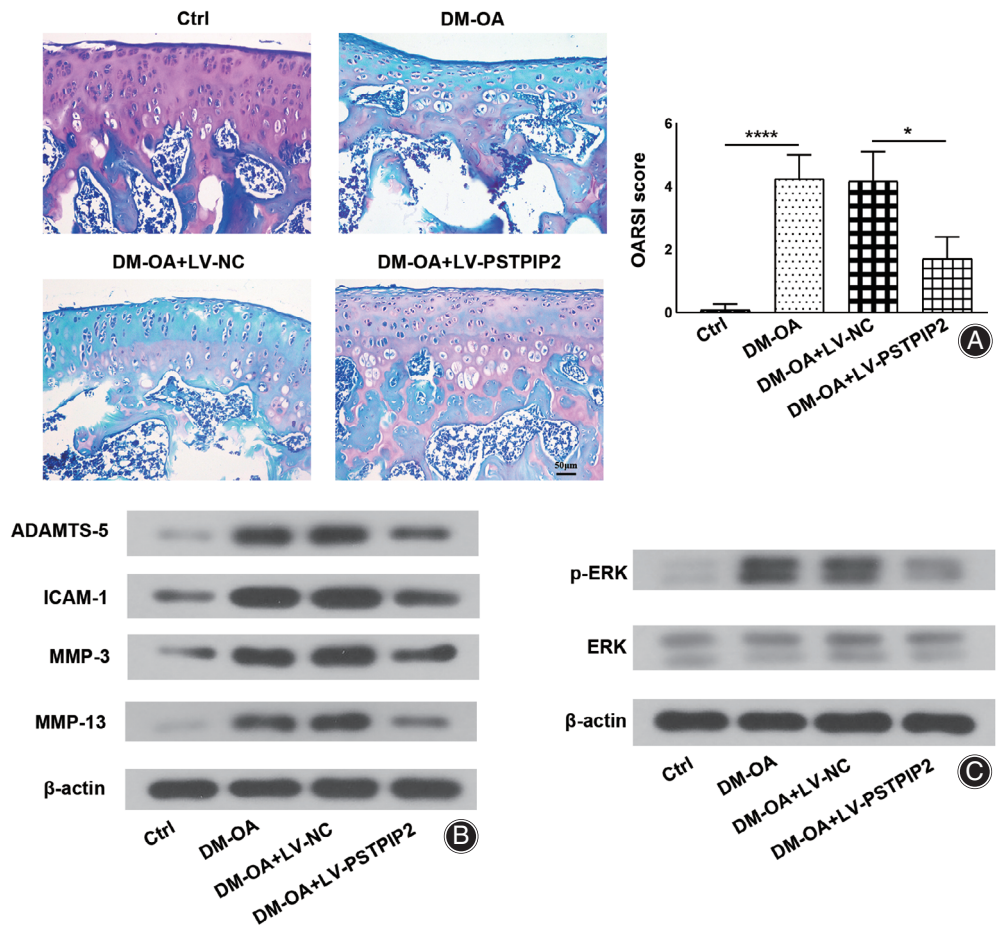 Ctrl
DM-OA
DM-OA+LV-NC
DM-OA+LV-PSTPIP2
50μm
OARSI score
6
4
2
0
****
*
Ctrl
DM-OA
DM-OA+LV-NC
DM-OA+LV-PSTPIP2
A
ADAMTS-5
ICAM-1
MMP-3
MMP-13
β-actin
Ctrl
DM-OA
DM-OA+LV-NC
DM-OA+LV-PSTPIP2
B
p-ERK
ERK
β-actin
Ctrl
DM-OA
DM-OA+LV-NC
DM-OA+LV-PSTPIP2
C